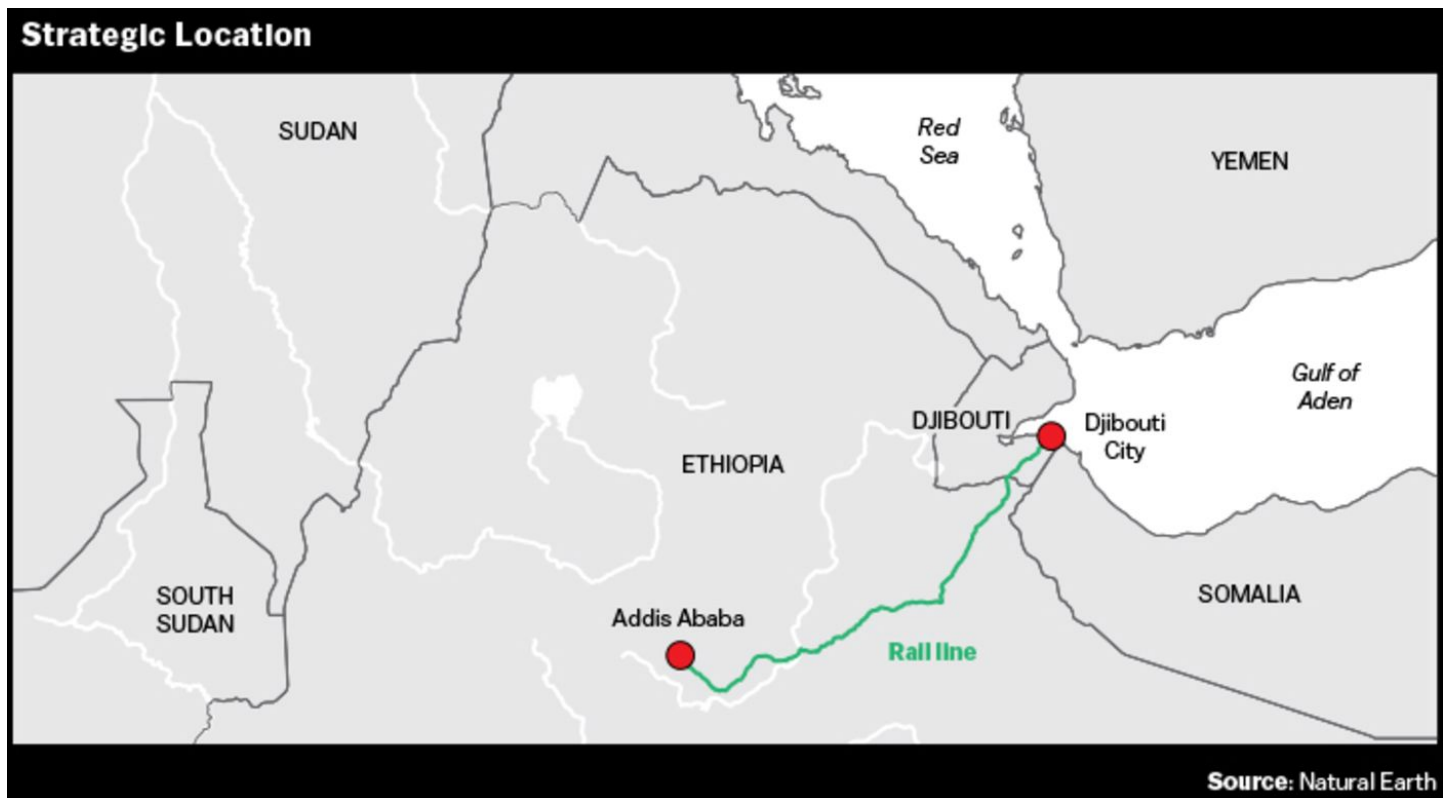 Strategic Location
SUDAN
Red
Sea
YEMEN
Gulf of
Aden
DJIBOUTI
Djibouti
City
ETHIOPIA
SOUTH
SUDAN
SOMALIA
Addis Ababa
Rail line
Source: Natural Earth